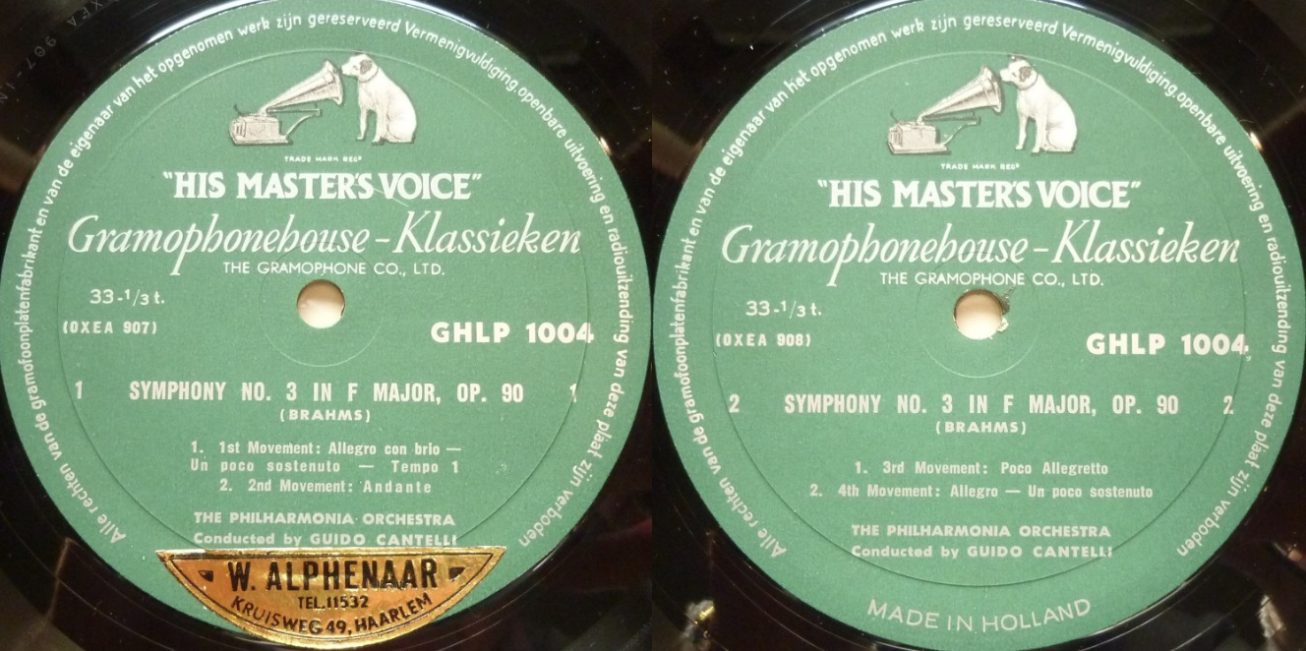 Alle rechten van de gramofoonplatenfabrikant en van de eigenaar van het opgenomen werk zijn gereserveerd Vermenigvuldiging, openbare uitvoering en radiouitzending van deze plaat zijn verboden
TRADE MARK REGD
"HIS MASTER'S VOICE"
Gramophonehouse - Klassieken
THE GRAMOPHONE CO., LTD.
33-1/3 t.
(OXEA 907)
GHLP 1004
1 SYMPHONY NO. 3 IN F MAJOR, OP. 90 1
(BRAHMS)
1. 1st Movement: Allegro con brio —
Un poco sostenuto — Tempo 1
2. 2nd Movement: Andante
THE PHILHARMONIA ORCHESTRA
Conducted by GUIDO CANTELLI
W. ALPHENAAR
TEL. 11532
KRUISWEG 49, HAARLEM
Alle rechten van de gramofoonplatenfabrikant en van de eigenaar van het opgenomen werk zijn gereserveerd Vermenigvuldiging, openbare uitvoering en radiouitzending van deze plaat zijn verboden
TRADE MARK REGD
"HIS MASTER'S VOICE"
Gramophonehouse - Klassieken
THE GRAMOPHONE CO., LTD.
33-1/3 t.
(OXEA 908)
GHLP 1004
2 SYMPHONY NO. 3 IN F MAJOR, OP. 90 2
(BRAHMS)
1. 3rd Movement: Poco Allegretto
2. 4th Movement: Allegro — Un poco sostenuto
THE PHILHARMONIA ORCHESTRA
Conducted by GUIDO CANTELLI
MADE IN HOLLAND